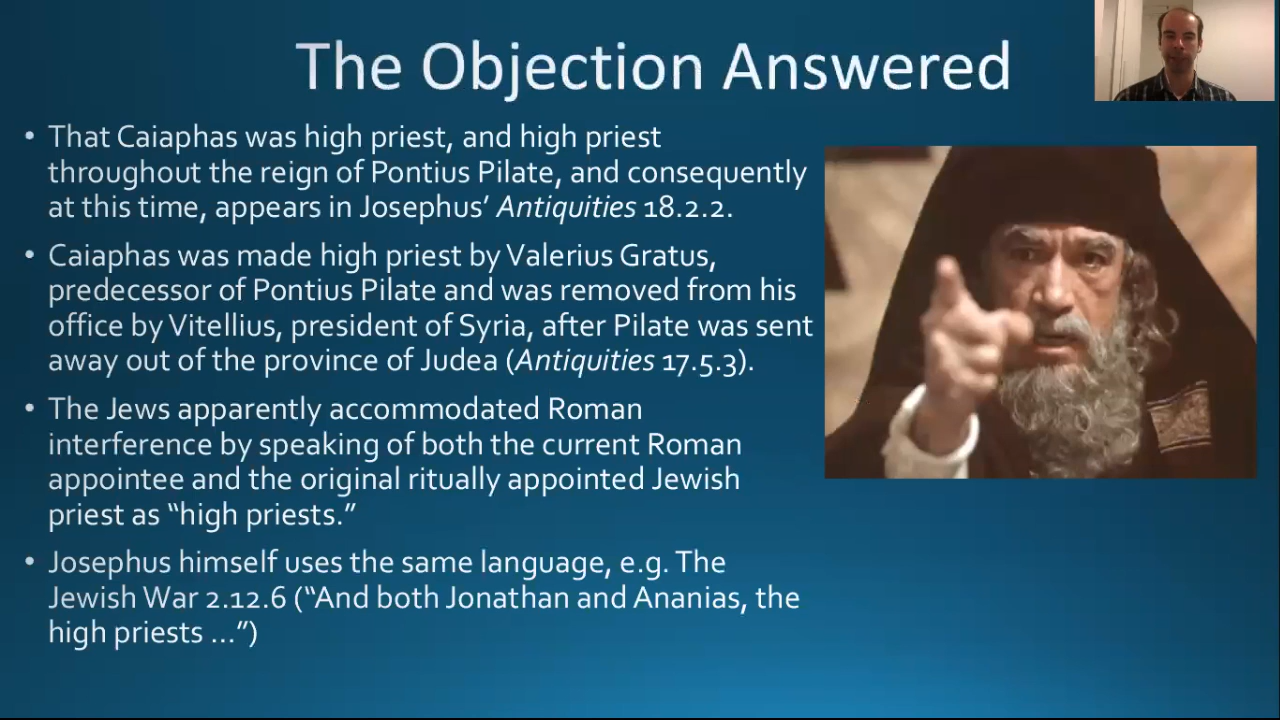 The Objection Answered
• That Caiaphas was high priest, and high priest
throughout the reign of Pontius Pilate, and consequently
at this time, appears in Josephus’ Antiquities 18.2.2.
• Caiaphas was made high priest by Valerius Gratus,
predecessor of Pontius Pilate and was removed from his
office by Vitellius, president of Syria, after Pilate was sent
away out of the province of Judea (Antiquities 17.5.3).
• The Jews apparently accommodated Roman
interference by speaking of both the current Roman
appointee and the original ritually appointed Jewish
priest as “high priests.”
• Josephus himself uses the same language, e.g. The
Jewish War 2.12.6 (“And both Jonathan and Ananias, the
high priests …”)